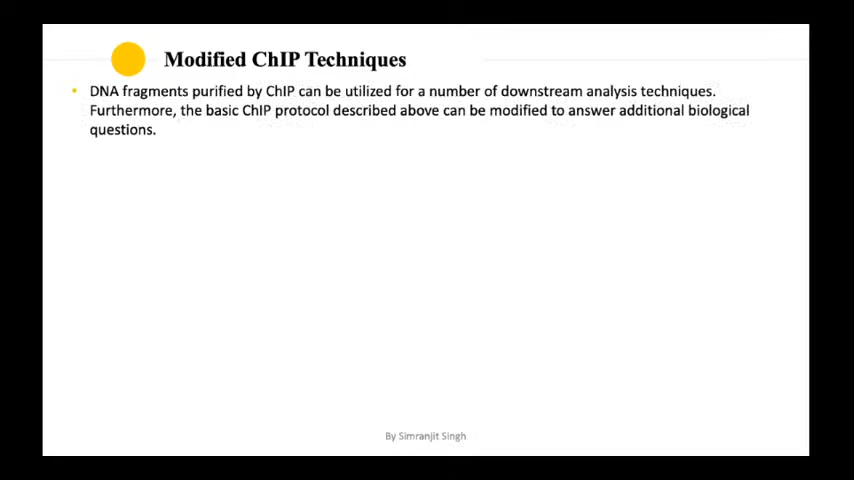 Modified ChIP Techniques
• DNA fragments purified by ChIP can be utilized for a number of downstream analysis techniques.
Furthermore, the basic ChIP protocol described above can be modified to answer additional biological
questions.
By Simranjit Singh